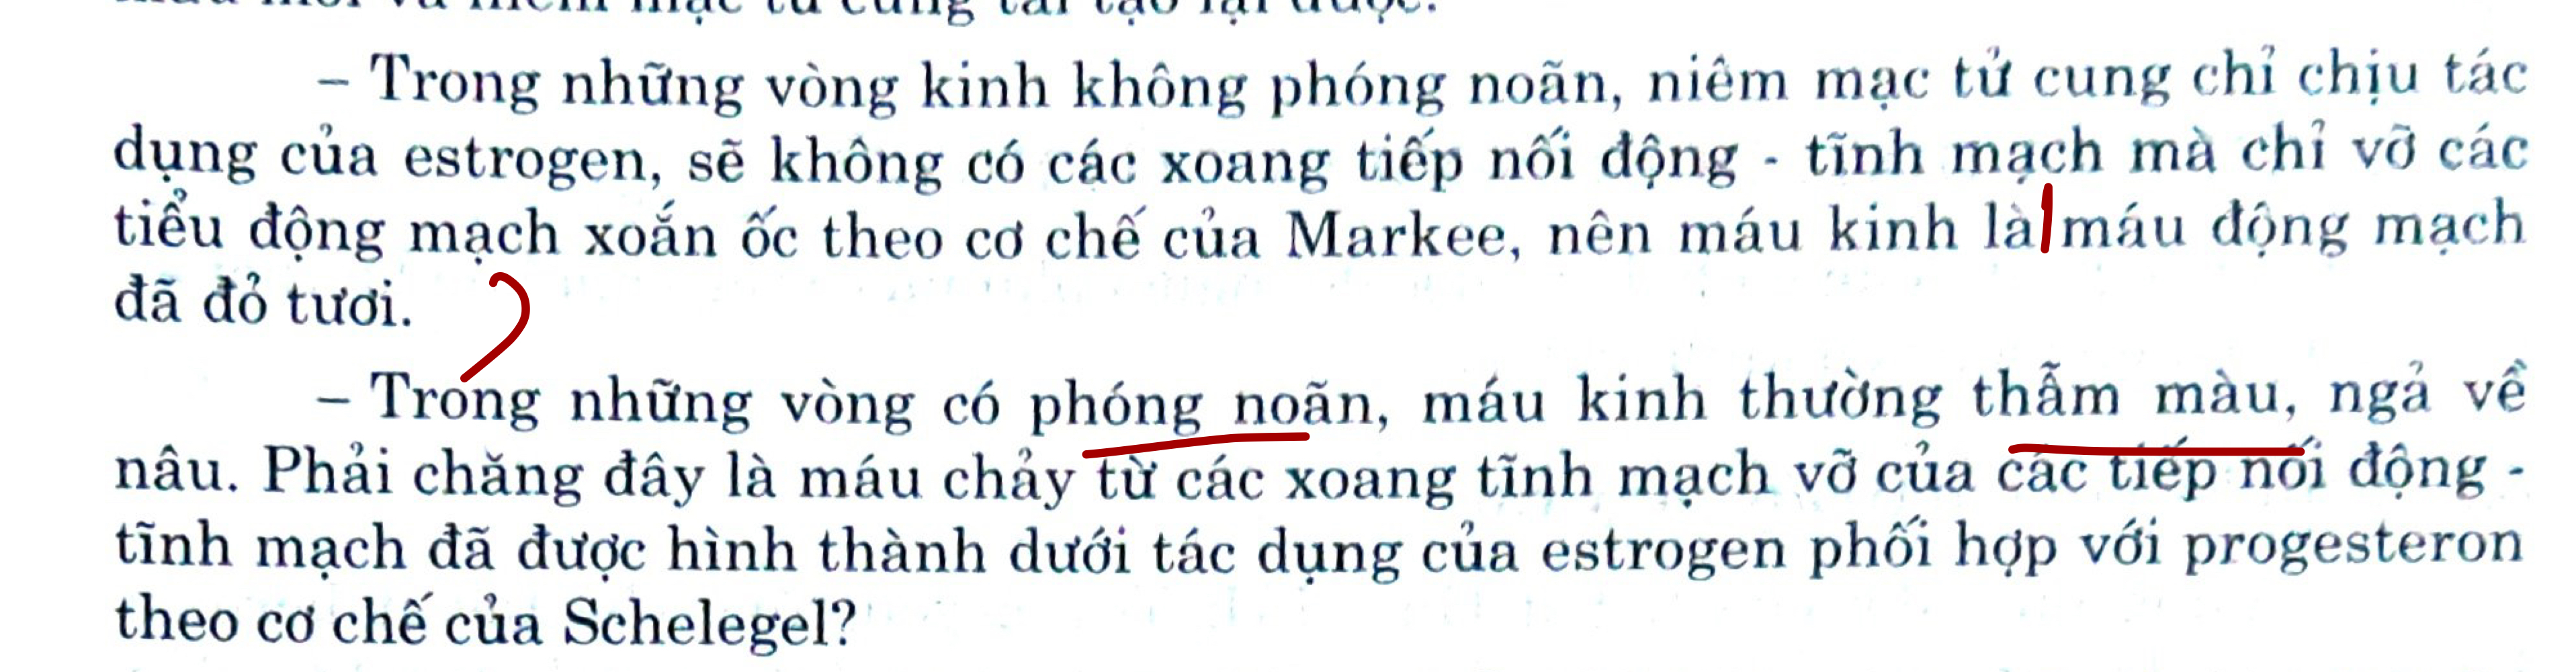 – Trong những vòng kinh không phóng noãn, niêm mạc tử cung chỉ chịu tác
dụng của estrogen, sẽ không có các xoang tiếp nối động - tĩnh mạch mà chỉ vỡ các
tiểu động mạch xoắn ốc theo cơ chế của Markee, nên máu kinh là máu động mạch
đã đỏ tươi.
– Trong những vòng có phóng noãn, máu kinh thường thẫm màu, ngả về
nâu. Phải chăng đây là máu chảy từ các xoang tĩnh mạch vỡ của các tiếp nối động -
tĩnh mạch đã được hình thành dưới tác dụng của estrogen phối hợp với progesteron
theo cơ chế của Schelegel?